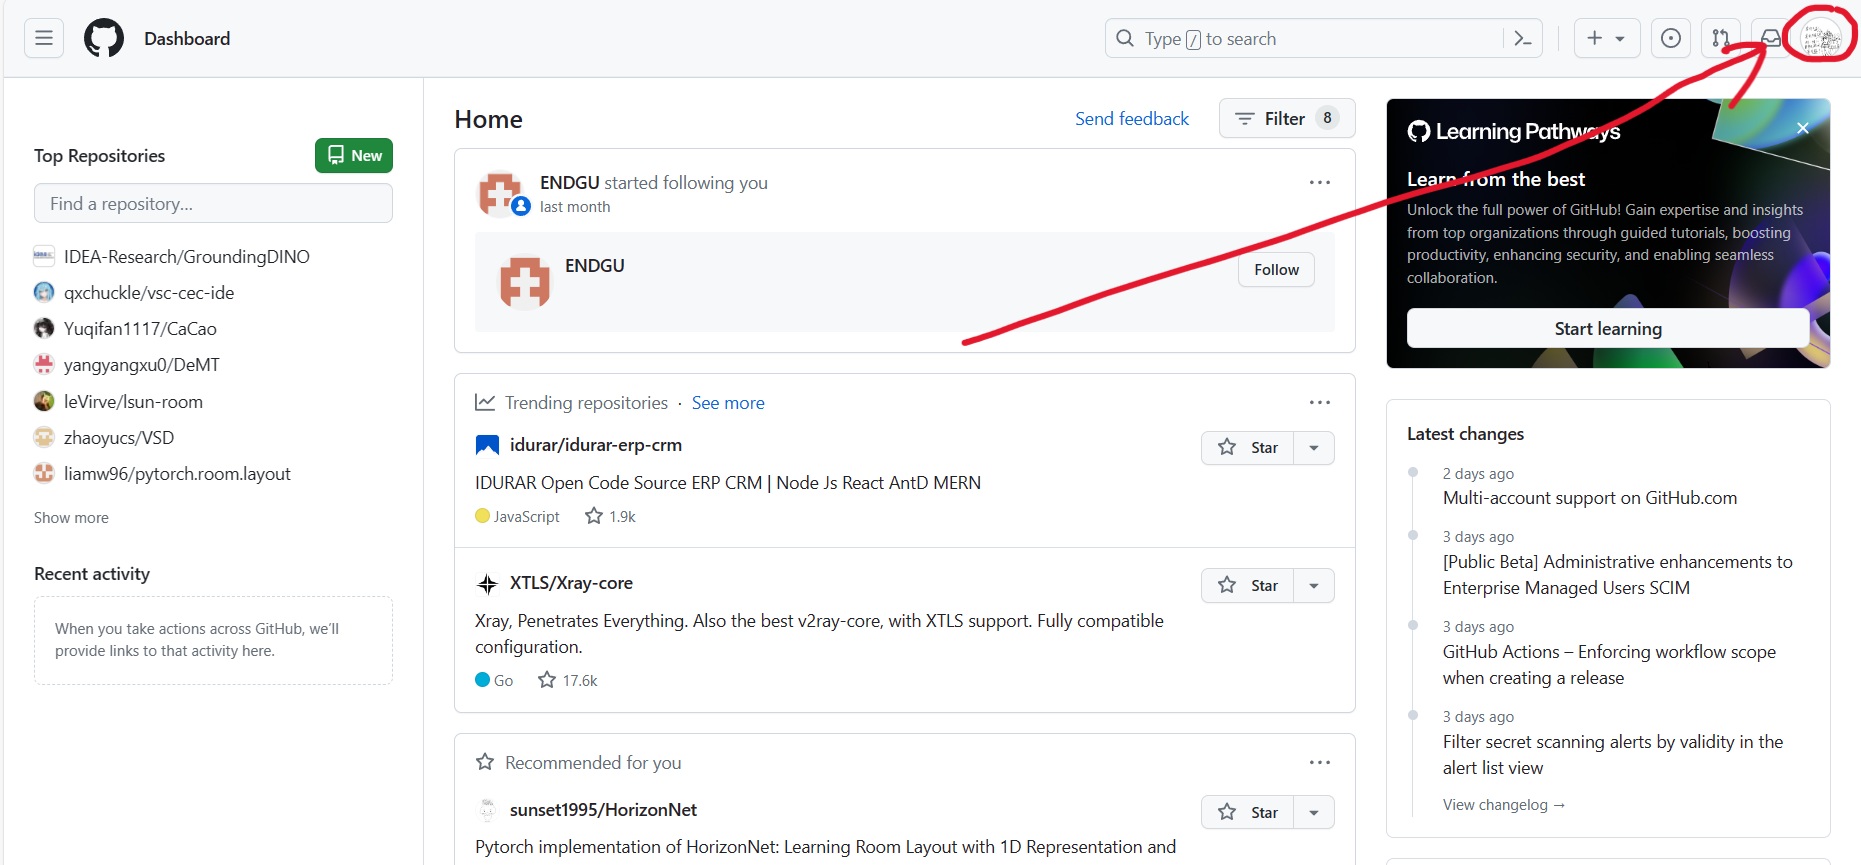 Dashboard
Type / to search
Top Repositories
New
Find a repository...
IDEA-Research/GroundingDINO
qxchuckle/vsc-cec-ide
Yuqifan1117/CaCao
yangyangxu0/DeMT
leVirve/lsun-room
zhaoyucs/VSD
liamw96/pytorch.room.layout
Show more
Recent activity
When you take actions across GitHub, we'll
provide links to that activity here.
Home
Send feedback
Filter 8
ENDGU started following you
last month
ENDGU
Follow
Trending repositories · See more
idurar/idurar-erp-crm
Star
IDURAR Open Code Source ERP CRM | Node Js React AntD MERN
JavaScript 1.9k
XTLS/Xray-core
Star
Xray, Penetrates Everything. Also the best v2ray-core, with XTLS support. Fully compatible
configuration.
Go 17.6k
Recommended for you
sunset1995/HorizonNet
Star
Pytorch implementation of HorizonNet: Learning Room Layout with 1D Representation and
Learning Pathways
Learn from the best
Unlock the full power of GitHub! Gain expertise and insights
from top organizations through guided tutorials, boosting
productivity, enhancing security, and enabling seamless
collaboration.
Start learning
Latest changes
2 days ago
Multi-account support on GitHub.com
3 days ago
[Public Beta] Administrative enhancements to
Enterprise Managed Users SCIM
3 days ago
GitHub Actions – Enforcing workflow scope
when creating a release
3 days ago
Filter secret scanning alerts by validity in the
alert list view
View changelog →